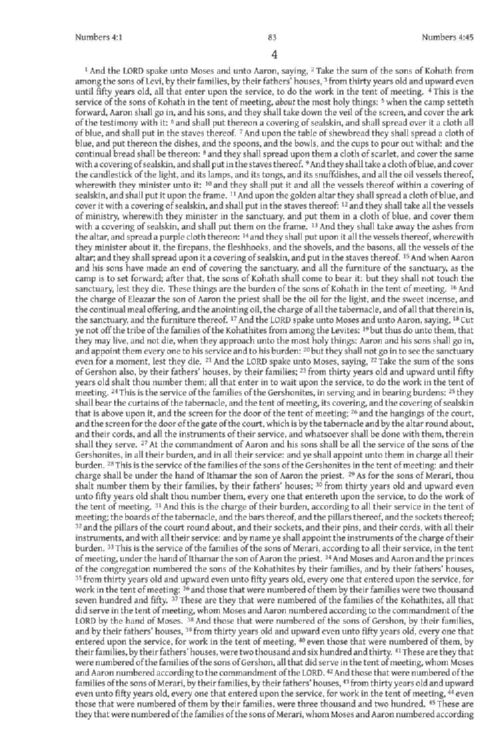 Numbers 4:1 83 Numbers 4:45
4
1 And the LORD spake unto Moses and unto Aaron, saying, 2 Take the sum of the sons of Kohath from
among the sons of Levi, by their families, by their fathers' houses, 3 from thirty years old and upward even
until fifty years old, all that enter upon the service, to do the work in the tent of meeting. 4 This is the
service of the sons of Kohath in the tent of meeting, about the most holy things: 5 when the camp setteth
forward, Aaron shall go in, and his sons, and they shall take down the veil of the screen, and cover the ark
of the testimony with it: 6 and shall put thereon a covering of sealskin, and shall spread over it a cloth all
of blue, and shall put in the staves thereof. 7 And upon the table of shewbread they shall spread a cloth of
blue, and put thereon the dishes, and the spoons, and the bowls, and the cups to pour out withal: and the
continual bread shall be thereon: 8 and they shall spread upon them a cloth of scarlet, and cover the same
with a covering of sealskin, and shall put in the staves thereof. 9 And they shall take a cloth of blue, and cover
the candlestick of the light, and its lamps, and its tongs, and its snuffdishes, and all the oil vessels thereof,
wherewith they minister unto it: 10 and they shall put it and all the vessels thereof within a covering of
sealskin, and shall put it upon the frame. 11 And upon the golden altar they shall spread a cloth of blue, and
cover it with a covering of sealskin, and shall put in the staves thereof: 12 and they shall take all the vessels
of ministry, wherewith they minister in the sanctuary, and put them in a cloth of blue, and cover them
with a covering of sealskin, and shall put them on the frame. 13 And they shall take away the ashes from
the altar, and spread a purple cloth thereon: 14 and they shall put upon it all the vessels thereof, wherewith
they minister about it, the firepans, the fleshhooks, and the shovels, and the basons, all the vessels of the
altar; and they shall spread upon it a covering of sealskin, and put in the staves thereof. 15 And when Aaron
and his sons have made an end of covering the sanctuary, and all the furniture of the sanctuary, as the
camp is to set forward; after that, the sons of Kohath shall come to bear it: but they shall not touch the
sanctuary, lest they die. These things are the burden of the sons of Kohath in the tent of meeting. 16 And
the charge of Eleazar the son of Aaron the priest shall be the oil for the light, and the sweet incense, and
the continual meal offering, and the anointing oil, the charge of all the tabernacle, and of all that therein is,
the sanctuary, and the furniture thereof. 17 And the LORD spake unto Moses and unto Aaron, saying, 18 Cut
ye not off the tribe of the families of the Kohathites from among the Levites: 19 but thus do unto them, that
they may live, and not die, when they approach unto the most holy things: Aaron and his sons shall go in,
and appoint them every one to his service and to his burden: 20 but they shall not go in to see the sanctuary
even for a moment, lest they die. 21 And the LORD spake unto Moses, saying, 22 Take the sum of the sons
of Gershon also, by their fathers' houses, by their families; 23 from thirty years old and upward until fifty
years old shalt thou number them; all that enter in to wait upon the service, to do the work in the tent of
meeting. 24 This is the service of the families of the Gershonites, in serving and in bearing burdens: 25 they
shall bear the curtains of the tabernacle, and the tent of meeting, its covering, and the covering of sealskin
that is above upon it, and the screen for the door of the tent of meeting; 26 and the hangings of the court,
and the screen for the door of the gate of the court, which is by the tabernacle and by the altar round about,
and their cords, and all the instruments of their service, and whatsoever shall be done with them, therein
shall they serve. 27 At the commandment of Aaron and his sons shall be all the service of the sons of the
Gershonites, in all their burden, and in all their service: and ye shall appoint unto them in charge all their
burden. 28 This is the service of the families of the sons of the Gershonites in the tent of meeting: and their
charge shall be under the hand of Ithamar the son of Aaron the priest. 29 As for the sons of Merari, thou
shalt number them by their families, by their fathers' houses; 30 from thirty years old and upward even
unto fifty years old shalt thou number them, every one that entereth upon the service, to do the work of
the tent of meeting. 31 And this is the charge of their burden, according to all their service in the tent of
meeting; the boards of the tabernacle, and the bars thereof, and the pillars thereof, and the sockets thereof;
32 and the pillars of the court round about, and their sockets, and their pins, and their cords, with all their
instruments, and with all their service: and by name ye shall appoint the instruments of the charge of their
burden. 33 This is the service of the families of the sons of Merari, according to all their service, in the tent
of meeting, under the hand of Ithamar the son of Aaron the priest. 34 And Moses and Aaron and the princes
of the congregation numbered the sons of the Kohathites by their families, and by their fathers' houses,
35 from thirty years old and upward even unto fifty years old, every one that entered upon the service, for
work in the tent of meeting: 36 and those that were numbered of them by their families were two thousand
seven hundred and fifty. 37 These are they that were numbered of the families of the Kohathites, all that
did serve in the tent of meeting, whom Moses and Aaron numbered according to the commandment of the
LORD by the hand of Moses. 38 And those that were numbered of the sons of Gershon, by their families,
and by their fathers' houses, 39 from thirty years old and upward even unto fifty years old, every one that
entered upon the service, for work in the tent of meeting, 40 even those that were numbered of them, by
their families, by their fathers' houses, were two thousand and six hundred and thirty. 41 These are they that
were numbered of the families of the sons of Gershon, all that did serve in the tent of meeting, whom Moses
and Aaron numbered according to the commandment of the LORD. 42 And those that were numbered of the
families of the sons of Merari, by their families, by their fathers' houses, 43 from thirty years old and upward
even unto fifty years old, every one that entered upon the service, for work in the tent of meeting, 44 even
those that were numbered of them by their families, were three thousand and two hundred. 45 These are
they that were numbered of the families of the sons of Merari, whom Moses and Aaron numbered according